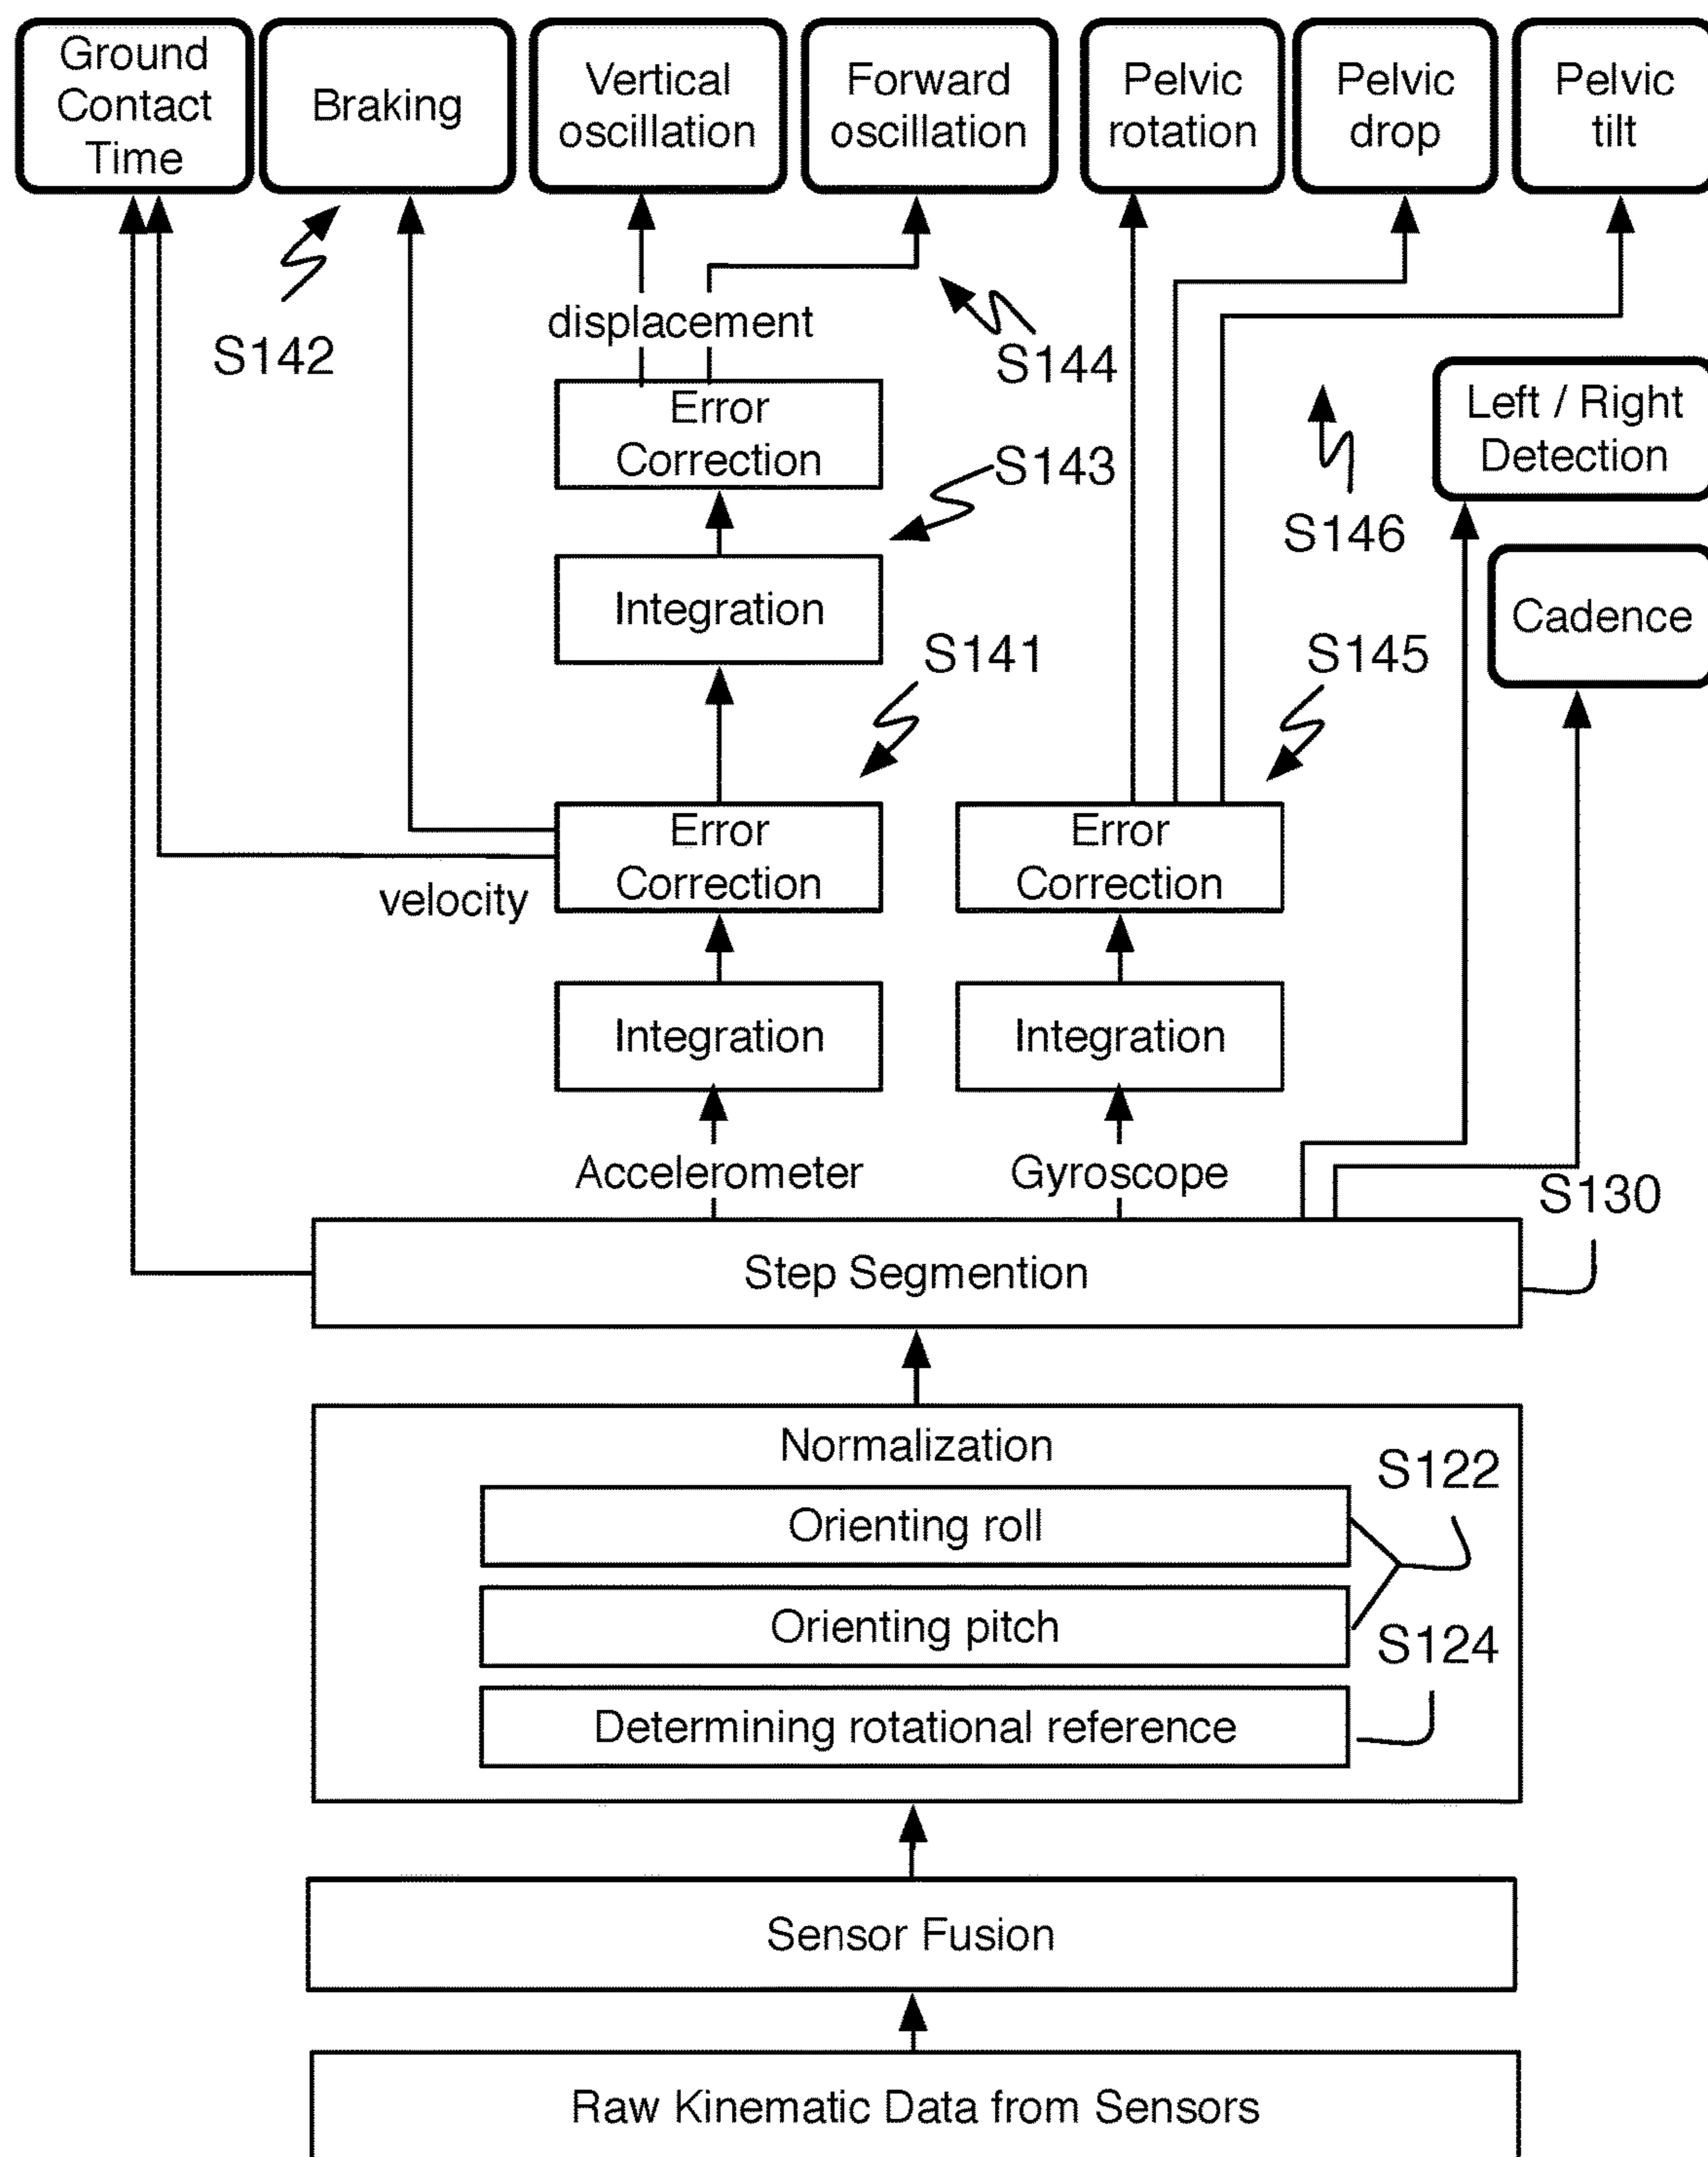 Ground
Contact
Time
Braking
Vertical
oscillation
Forward
oscillation
Pelvic
rotation
Pelvic
drop
Pelvic
tilt
displacement
S142
S144
Left / Right
Detection
Error
Correction
S143
S146
Integration
Cadence
S141
S145
Error
Correction
Error
Correction
velocity
Integration
Integration
Accelerometer
Gyroscope
S130
Step Segmention
Normalization
S122
Orienting roll
Orienting pitch
S124
Determining rotational reference
Sensor Fusion
Raw Kinematic Data from Sensors